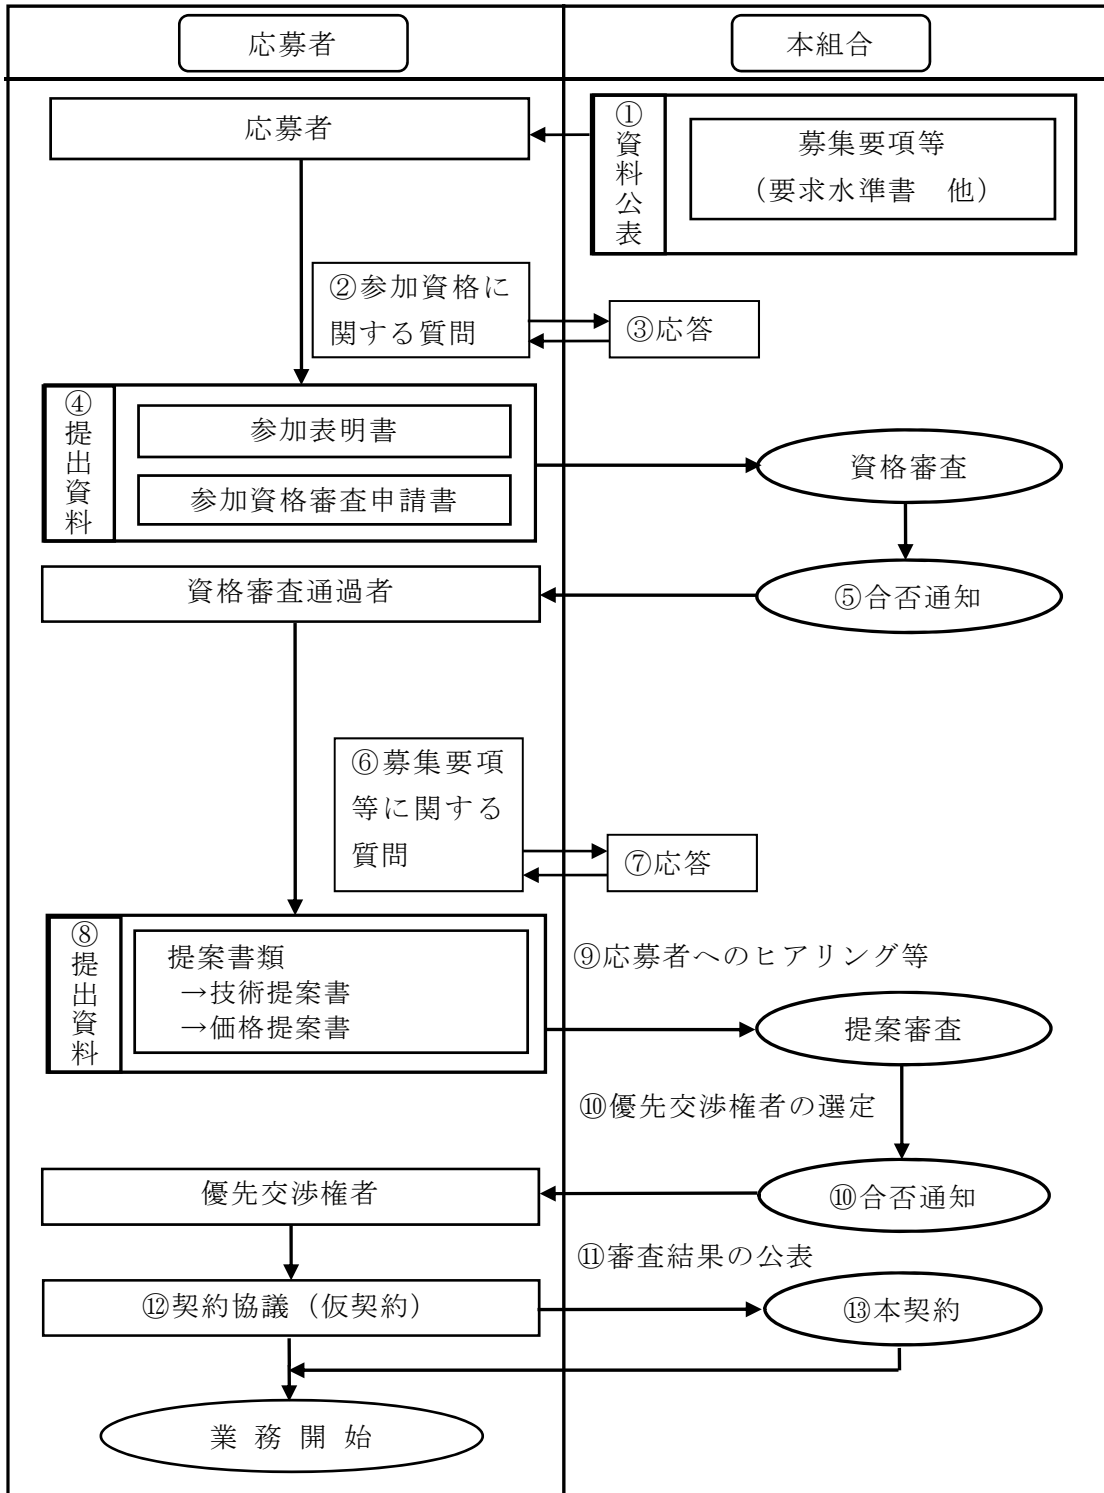 応募者
本組合
応募者
①資料公表
募集要項等
（要求水準書　他）
②参加資格に
関する質問
③応答
④提出資料
参加表明書
参加資格審査申請書
資格審査
資格審査通過者
⑤合否通知
⑥募集要項
等に関する
質問
⑦応答
⑧提出資料
提案書類
→技術提案書
→価格提案書
⑨応募者へのヒアリング等
提案審査
⑩優先交渉権者の選定
優先交渉権者
⑩合否通知
⑪審査結果の公表
⑫契約協議（仮契約）
⑬本契約
業 務 開 始